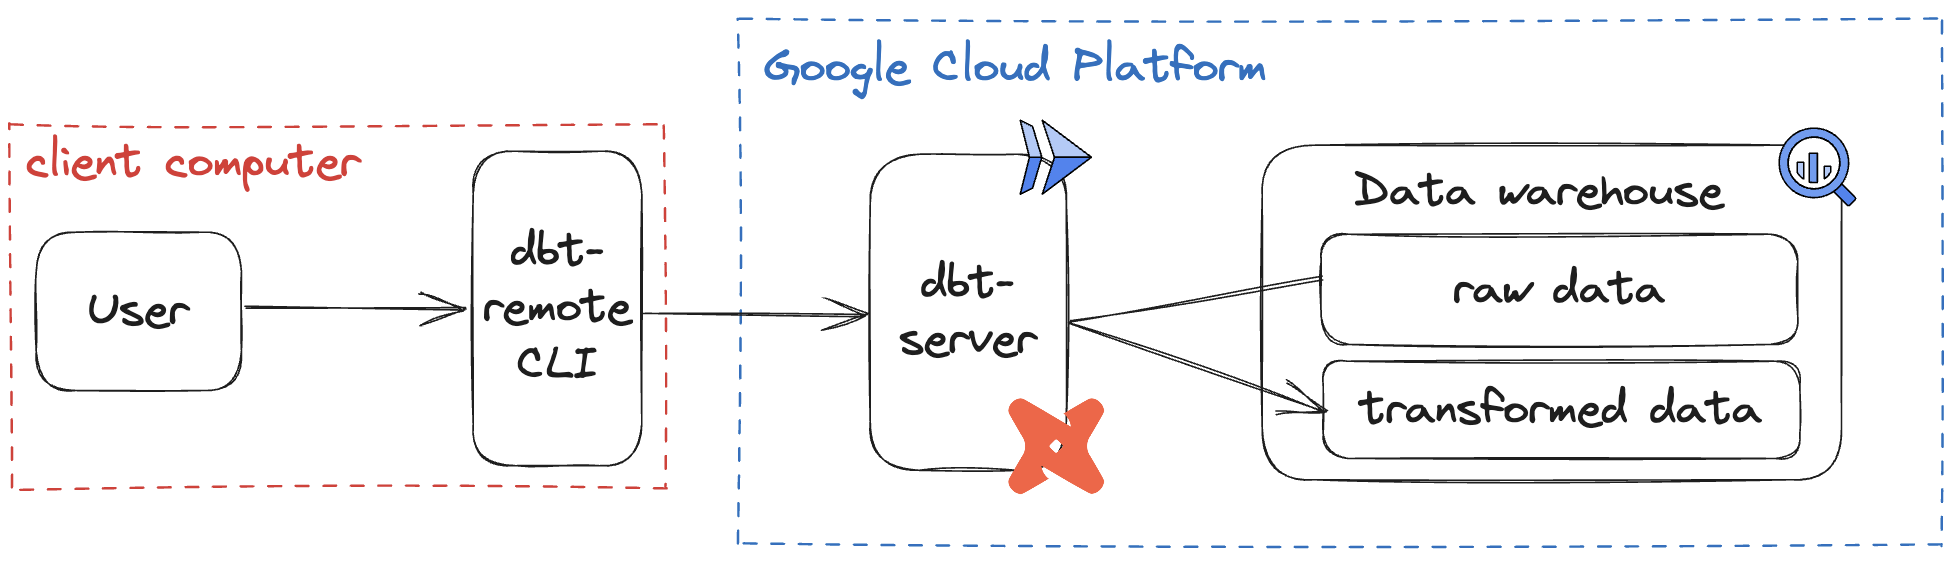 Google Cloud Platform
client computer
User
dbt-
remote
CLI
dbt-
server
Data warehouse
raw data
transformed data